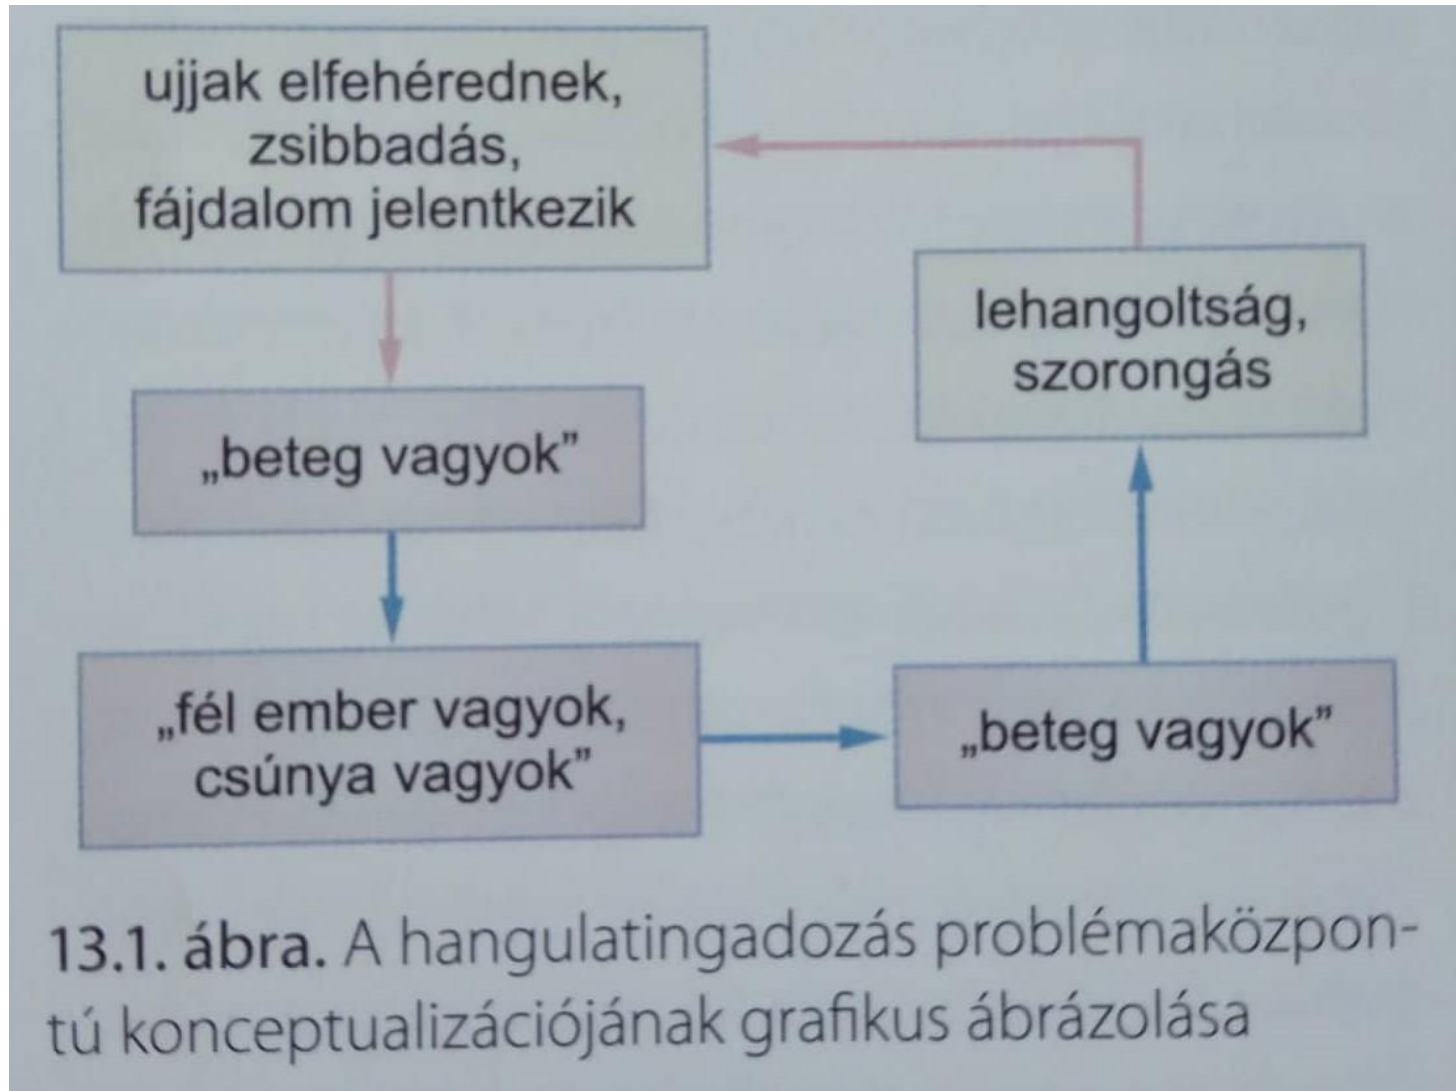 ujjak elfehérednek,
zsibbadás,
fájdalom jelentkezik
„beteg vagyok”
„fél ember vagyok,
csúnya vagyok”
„beteg vagyok”
lehangoltság,
szorongás
13.1. ábra. A hangulatingadozás problémaközpon-
tú konceptualizációjának grafikus ábrázolása